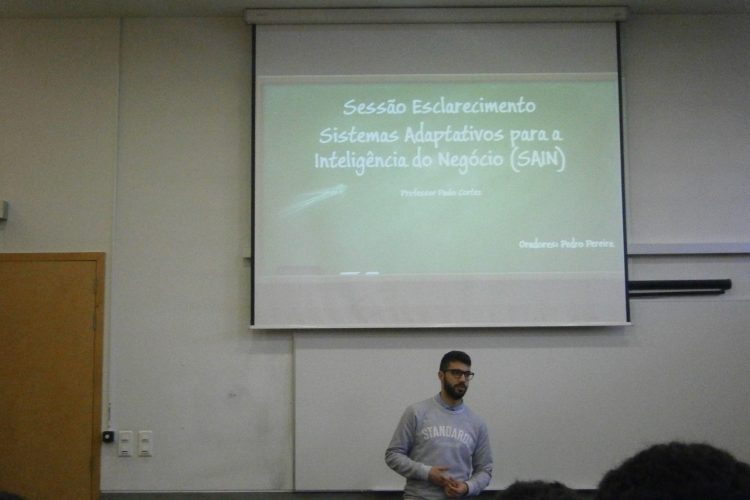 Sessão Esclarecimento
Sistemas Adaptativos para a
Inteligência do Negócio (SAIN)
Professor Paulo Cortez
Oradores: Pedro Pereira
STANDARD